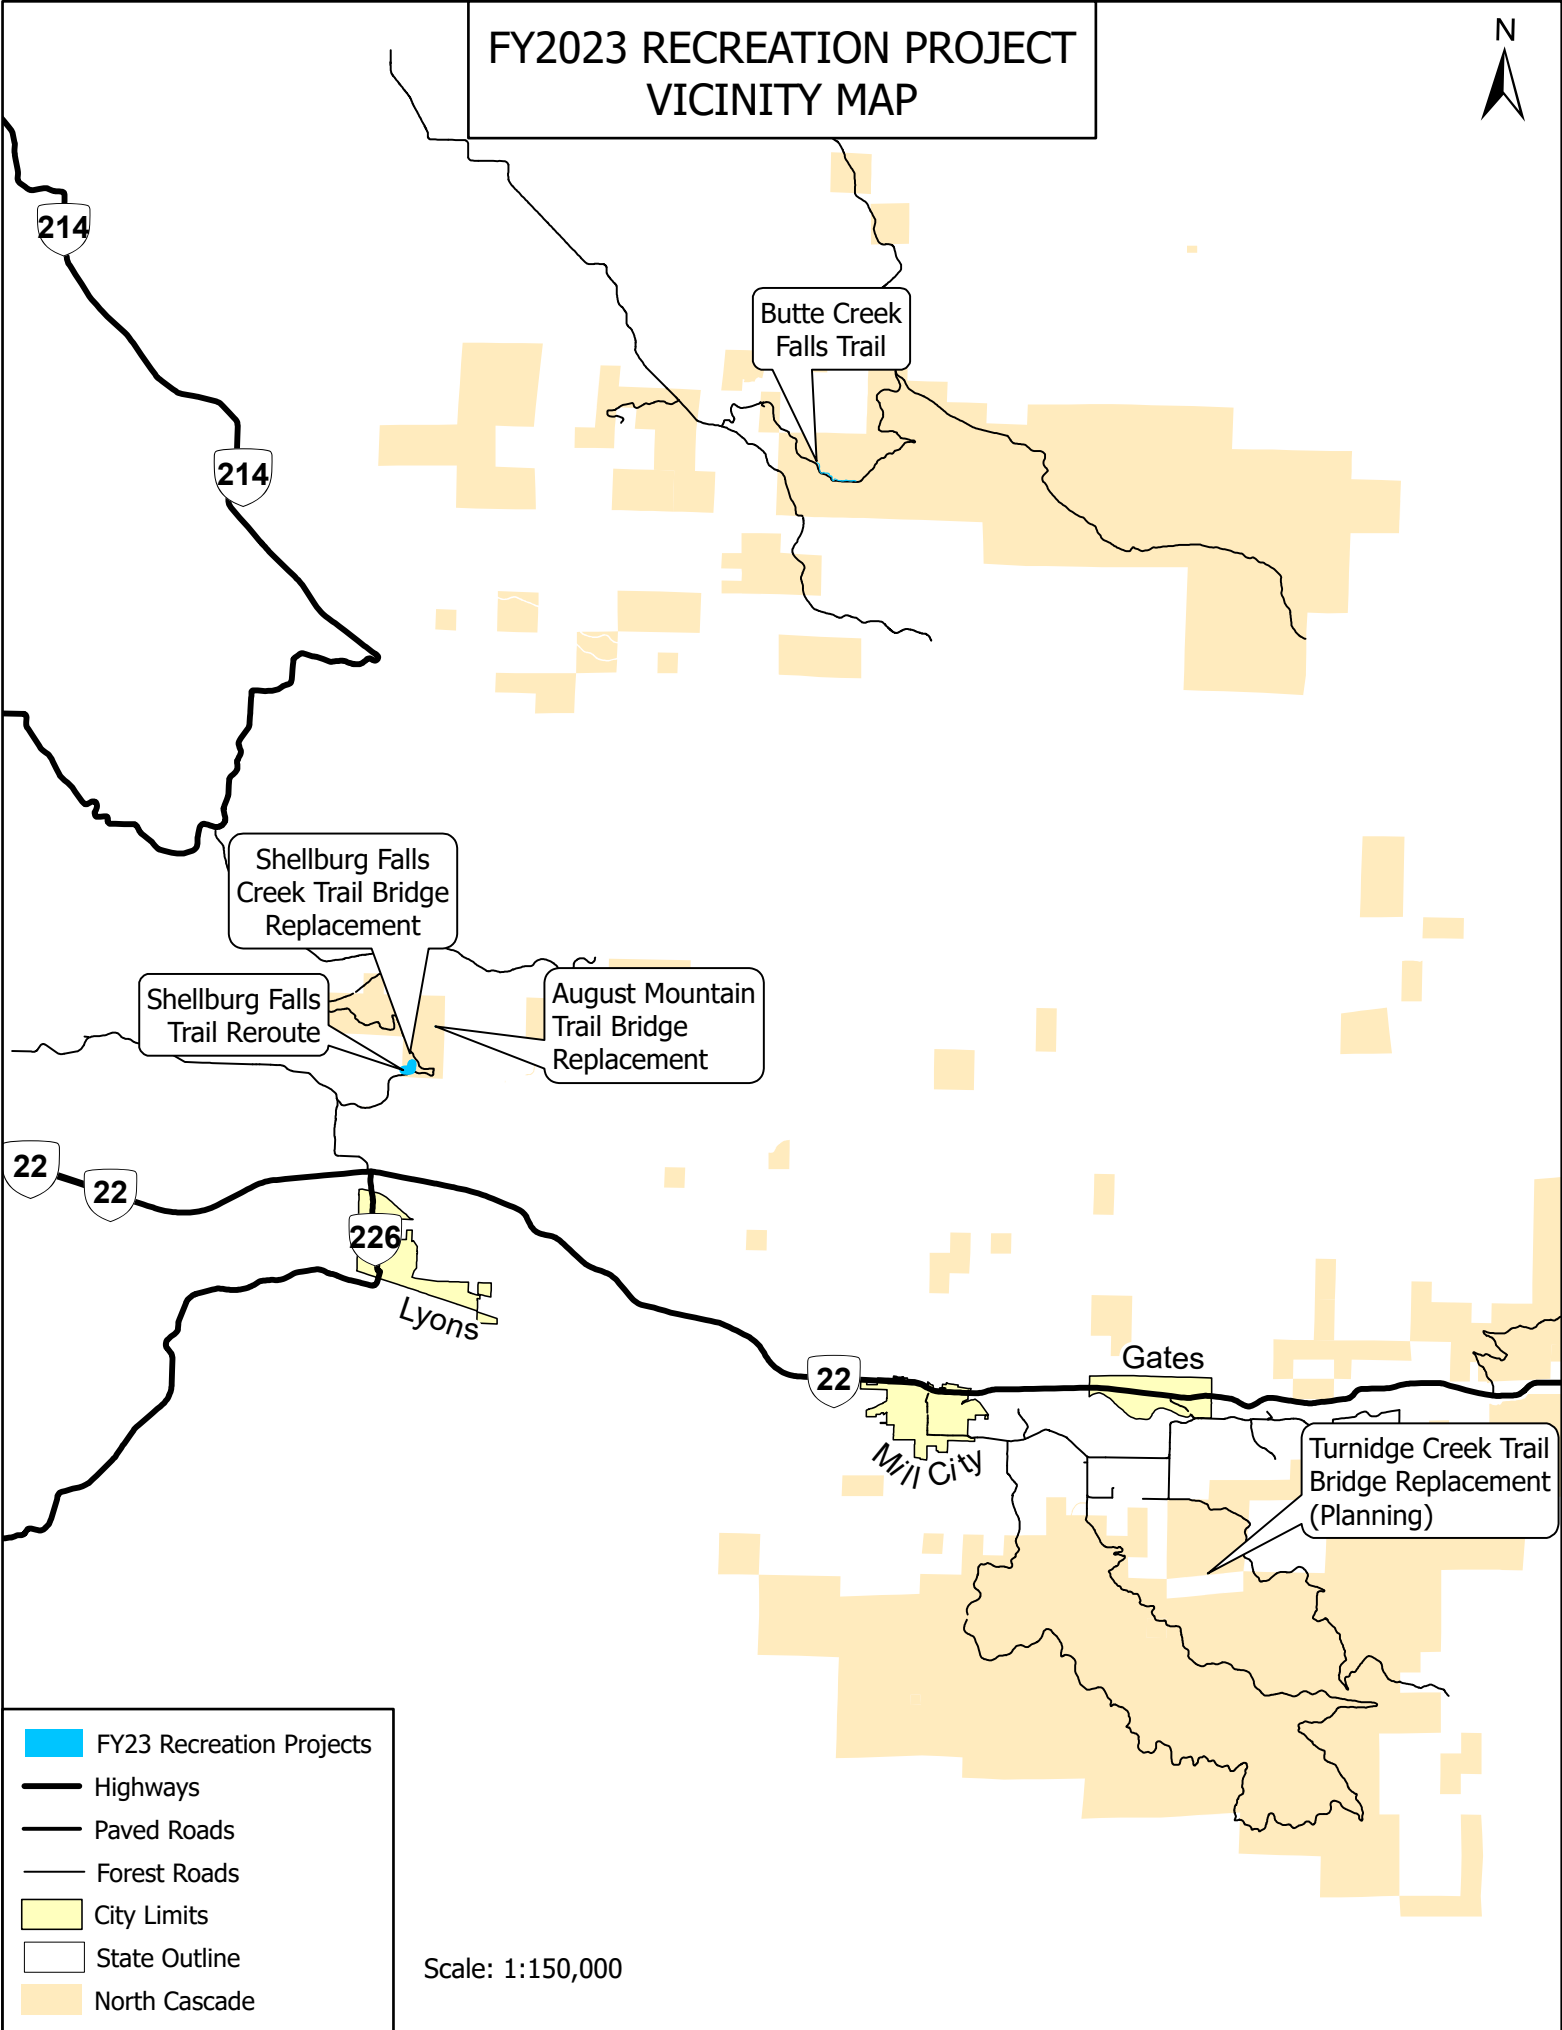 FY2023 RECREATION PROJECT
VICINITY MAP
N
214
Butte Creek
Falls Trail
214
Shellburg Falls
Creek Trail Bridge
Replacement
Shellburg Falls
Trail Reroute
August Mountain
Trail Bridge
Replacement
22
22
226
Lyons
22
Gates
Mill City
Turnidge Creek Trail
Bridge Replacement
(Planning)
FY23 Recreation Projects
Highways
Paved Roads
Forest Roads
City Limits
State Outline
North Cascade
Scale: 1:150,000